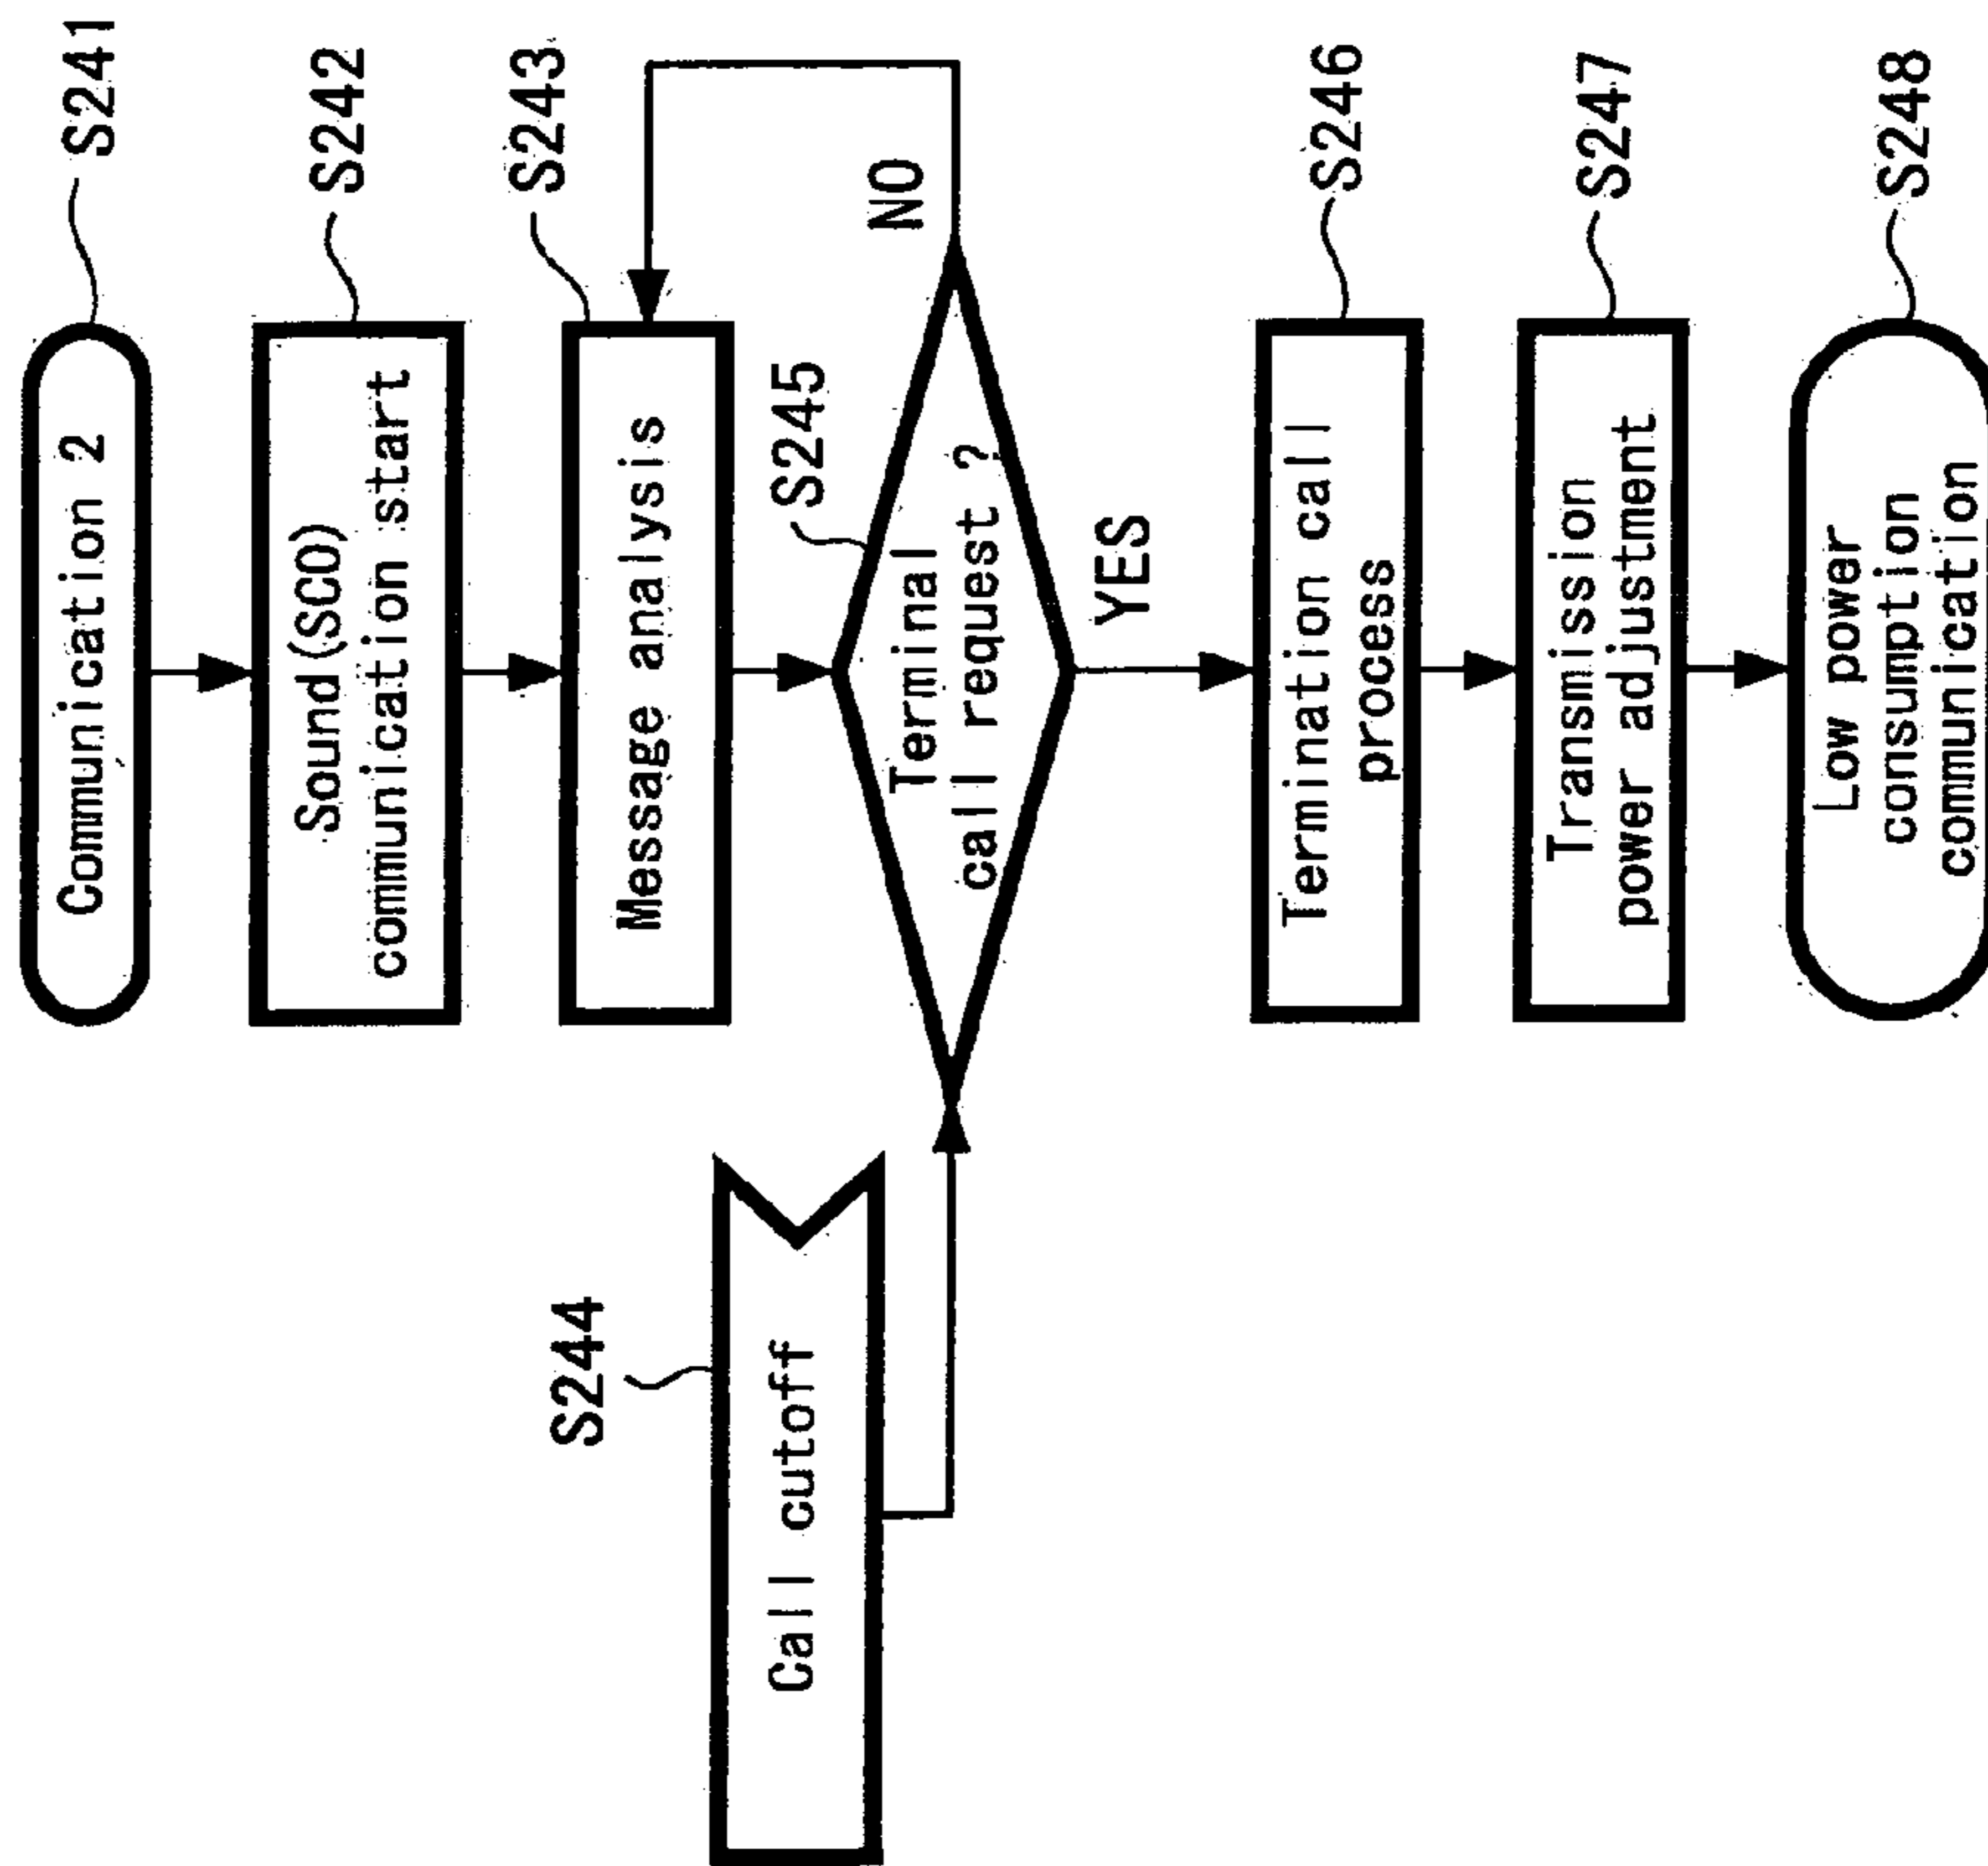 Communication 2
S241
Sound(SCO)
communication start
S242
Message analysis
S243
Call cutoff
S244
Terminal
call request ?
S245
NO
YES
Termination call
process
S246
Transmission
power adjustment
S247
Low power
consumption
communication
S248